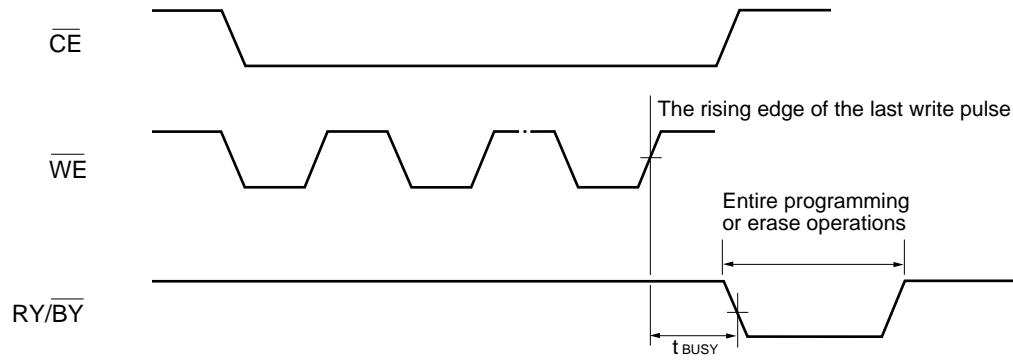 CE
The rising edge of the last write pulse
WE
Entire programming
or erase operations
RY/BY
t BUSY